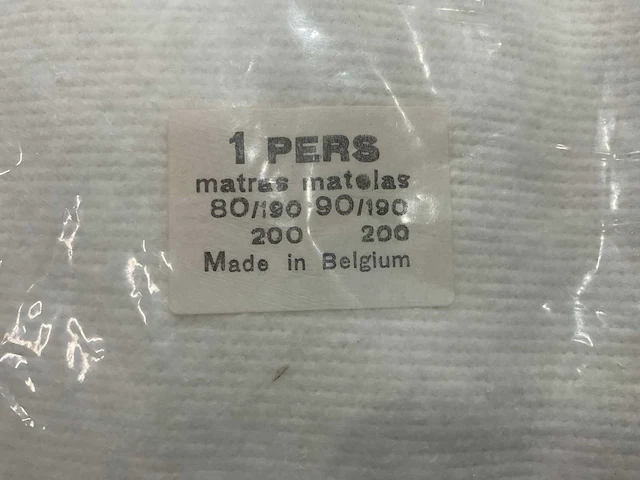 1 PERS
matras matelas
80/190 90/190
200 200
Made in Belgium